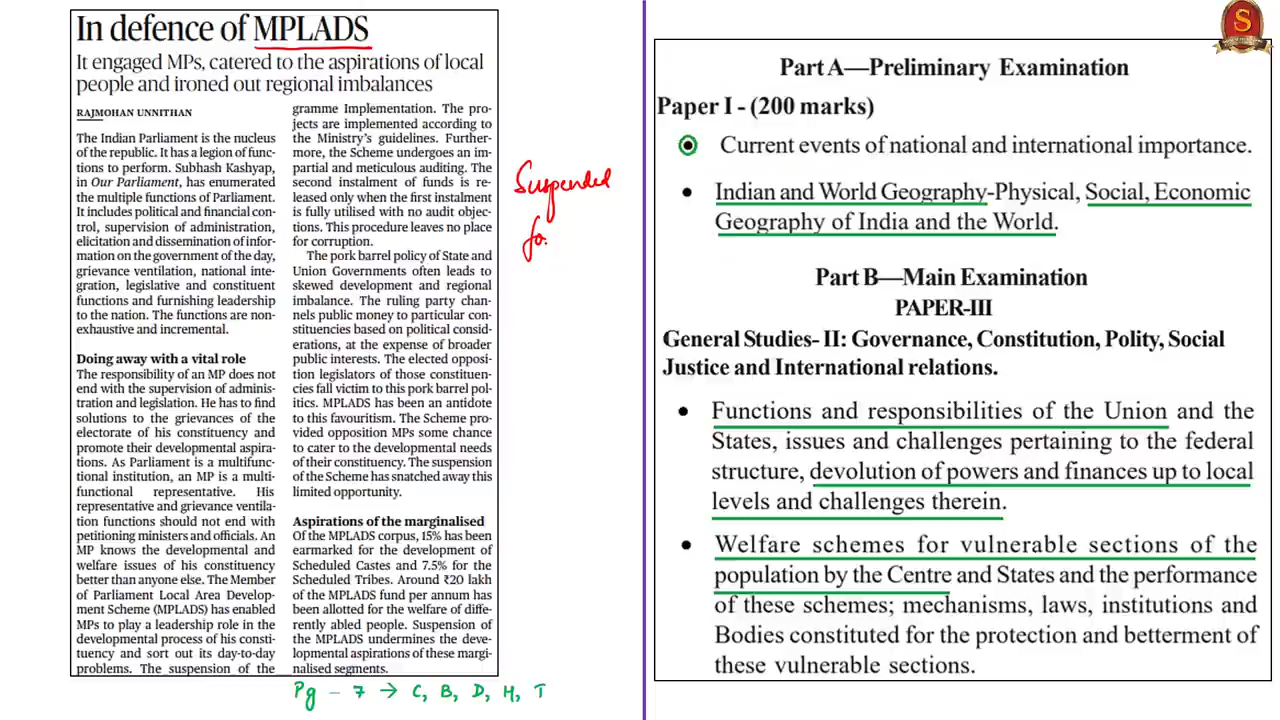 In defence of MPLADS
It engaged MPs, catered to the aspirations of local
people and ironed out regional imbalances
RAJMOHAN UNNITHAN
The Indian Parliament is the nucleus
of the republic. It has a legion of func-
tions to perform. Subhash Kashyap,
in Our Parliament, has enumerated
the multiple functions of Parliament.
It includes political and financial con-
trol, supervision of administration,
elicitation and dissemination of infor-
mation on the government of the day,
grievance ventilation, national inte-
gration, legislative and constituent
functions and furnishing leadership
to the nation. The functions are non-
exhaustive and incremental.
Doing away with a vital role
The responsibility of an MP does not
end with the supervision of adminis-
tration and legislation. He has to find
solutions to the grievances of the
electorate of his constituency and
promote their developmental aspira-
tions. As Parliament is a multifunc-
tional institution, an MP is a multi-
functional representative. His
representative and grievance ventila-
tion functions should not end with
petitioning ministers and officials. An
MP knows the developmental and
welfare issues of his constituency
better than anyone else. The Member
of Parliament Local Area Develop-
ment Scheme (MPLADS) has enabled
MPs to play a leadership role in the
developmental process of his consti-
tuency and sort out its day-to-day
problems. The suspension of the
gramme Implementation. The pro-
jects are implemented according to
the Ministry's guidelines. Further-
more, the Scheme undergoes an im-
partial and meticulous auditing. The
second instalment of funds is re-
leased only when the first instalment
is fully utilised with no audit objec-
tions. This procedure leaves no place
for corruption.
The pork barrel policy of State and
Union Governments often leads to
skewed development and regional
imbalance. The ruling party chan-
nels public money to particular con-
stituencies based on political consid-
erations, at the expense of broader
public interests. The elected opposi-
tion legislators of those constituen-
cies fall victim to this pork barrel pol-
itics. MPLADS has been an antidote
to this favouritism. The Scheme pro-
vided opposition MPs some chance
to cater to the developmental needs
of their constituency. The suspension
of the Scheme has snatched away this
limited opportunity.
Aspirations of the marginalised
Of the MPLADS corpus, 15% has been
earmarked for the development of
Scheduled Castes and 7.5% for the
Scheduled Tribes. Around ₹20 lakh
of the MPLADS fund per annum has
been allotted for the welfare of diffe-
rently abled people. Suspension of
the MPLADS undermines the deve-
lopmental aspirations of these margi-
nalised segments.
Pg - 7 → C, B, D, H, T
Suspended
fo.
S
Part A—Preliminary Examination
Paper I - (200 marks)
Current events of national and international importance.
• Indian and World Geography-Physical, Social, Economic
Geography of India and the World.
Part B—Main Examination
PAPER-III
General Studies- II: Governance, Constitution, Polity, Social
Justice and International relations.
• Functions and responsibilities of the Union and the
States, issues and challenges pertaining to the federal
structure, devolution of powers and finances up to local
levels and challenges therein.
• Welfare schemes for vulnerable sections of the
population by the Centre and States and the performance
of these schemes; mechanisms, laws, institutions and
Bodies constituted for the protection and betterment of
these vulnerable sections.